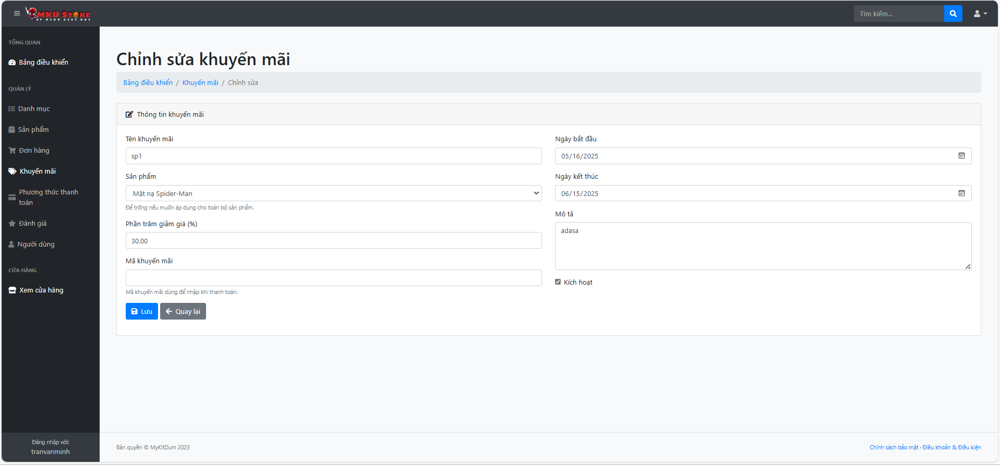 MKD STORE
BY MINH KIET DUC
Tìm kiếm...
TỔNG QUAN
Bảng điều khiển
QUẢN LÝ
Danh mục
Sản phẩm
Đơn hàng
Khuyến mãi
Phương thức thanh
toán
Đánh giá
Người dùng
CỬA HÀNG
Xem cửa hàng
Đăng nhập với:
tranvanminh
Chỉnh sửa khuyến mãi
Bảng điều khiển / Khuyến mãi / Chỉnh sửa
Thông tin khuyến mãi
Tên khuyến mãi
sp1
Sản phẩm
Mặt nạ Spider-Man
Để trống nếu muốn áp dụng cho toàn bộ sản phẩm.
Phần trăm giảm giá (%)
30.00
Mã khuyến mãi
Mã khuyến mãi dùng để nhập khi thanh toán.
Lưu
Quay lại
Ngày bắt đầu
05/16/2025
Ngày kết thúc
06/15/2025
Mô tả
adasa
Kích hoạt
Bản quyền © MyKitDum 2023
Chính sách bảo mật · Điều khoản & Điều kiện